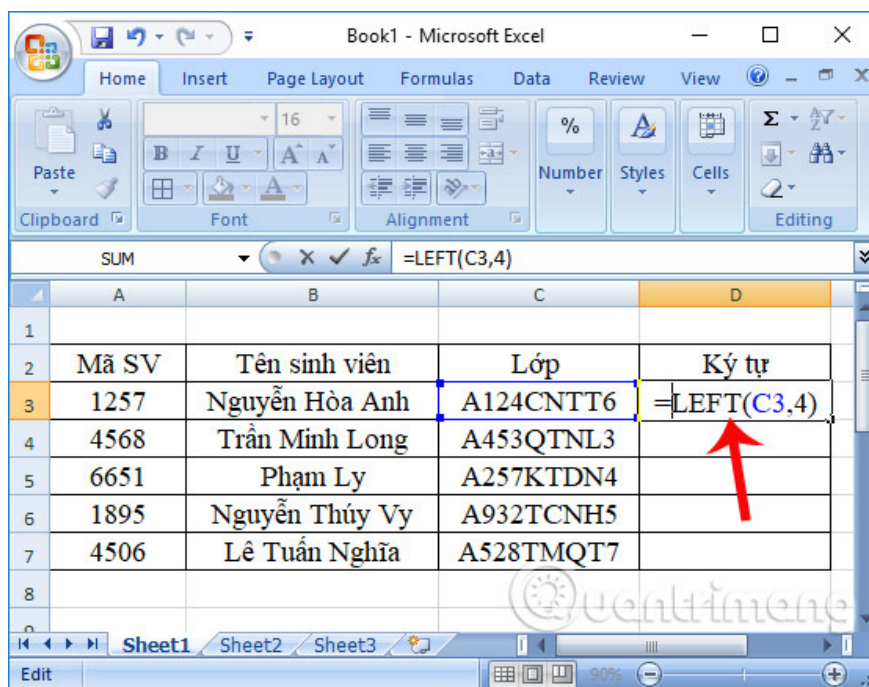 Book1 - Microsoft Excel
Home Insert Page Layout Formulas Data Review View
Paste
16
B I U A A
% Number
A Styles
Cells
Σ
Clipboard Font Alignment Editing
SUM fx =LEFT(C3,4)
A B C D
1
2 Mã SV Tên sinh viên Lớp Ký tự
3 1257 Nguyễn Hòa Anh A124CNTT6 =LEFT(C3,4)
4 4568 Trần Minh Long A453QTNL3
5 6651 Phạm Ly A257KTDN4
6 1895 Nguyễn Thúy Vy A932TCNH5
7 4506 Lê Tuấn Nghĩa A528TMQT7
8
Quantrimang
Sheet1 Sheet2 Sheet3
Edit 90%